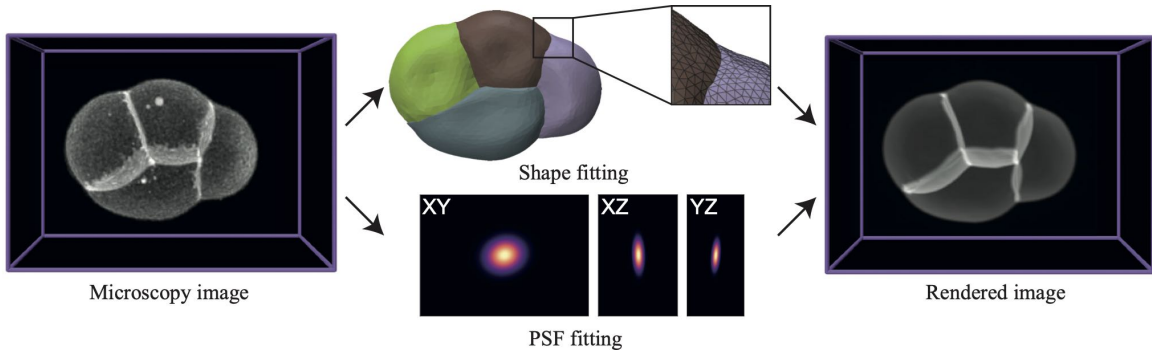 Microscopy image
Shape fitting
XY
XZ
YZ
PSF fitting
Rendered image